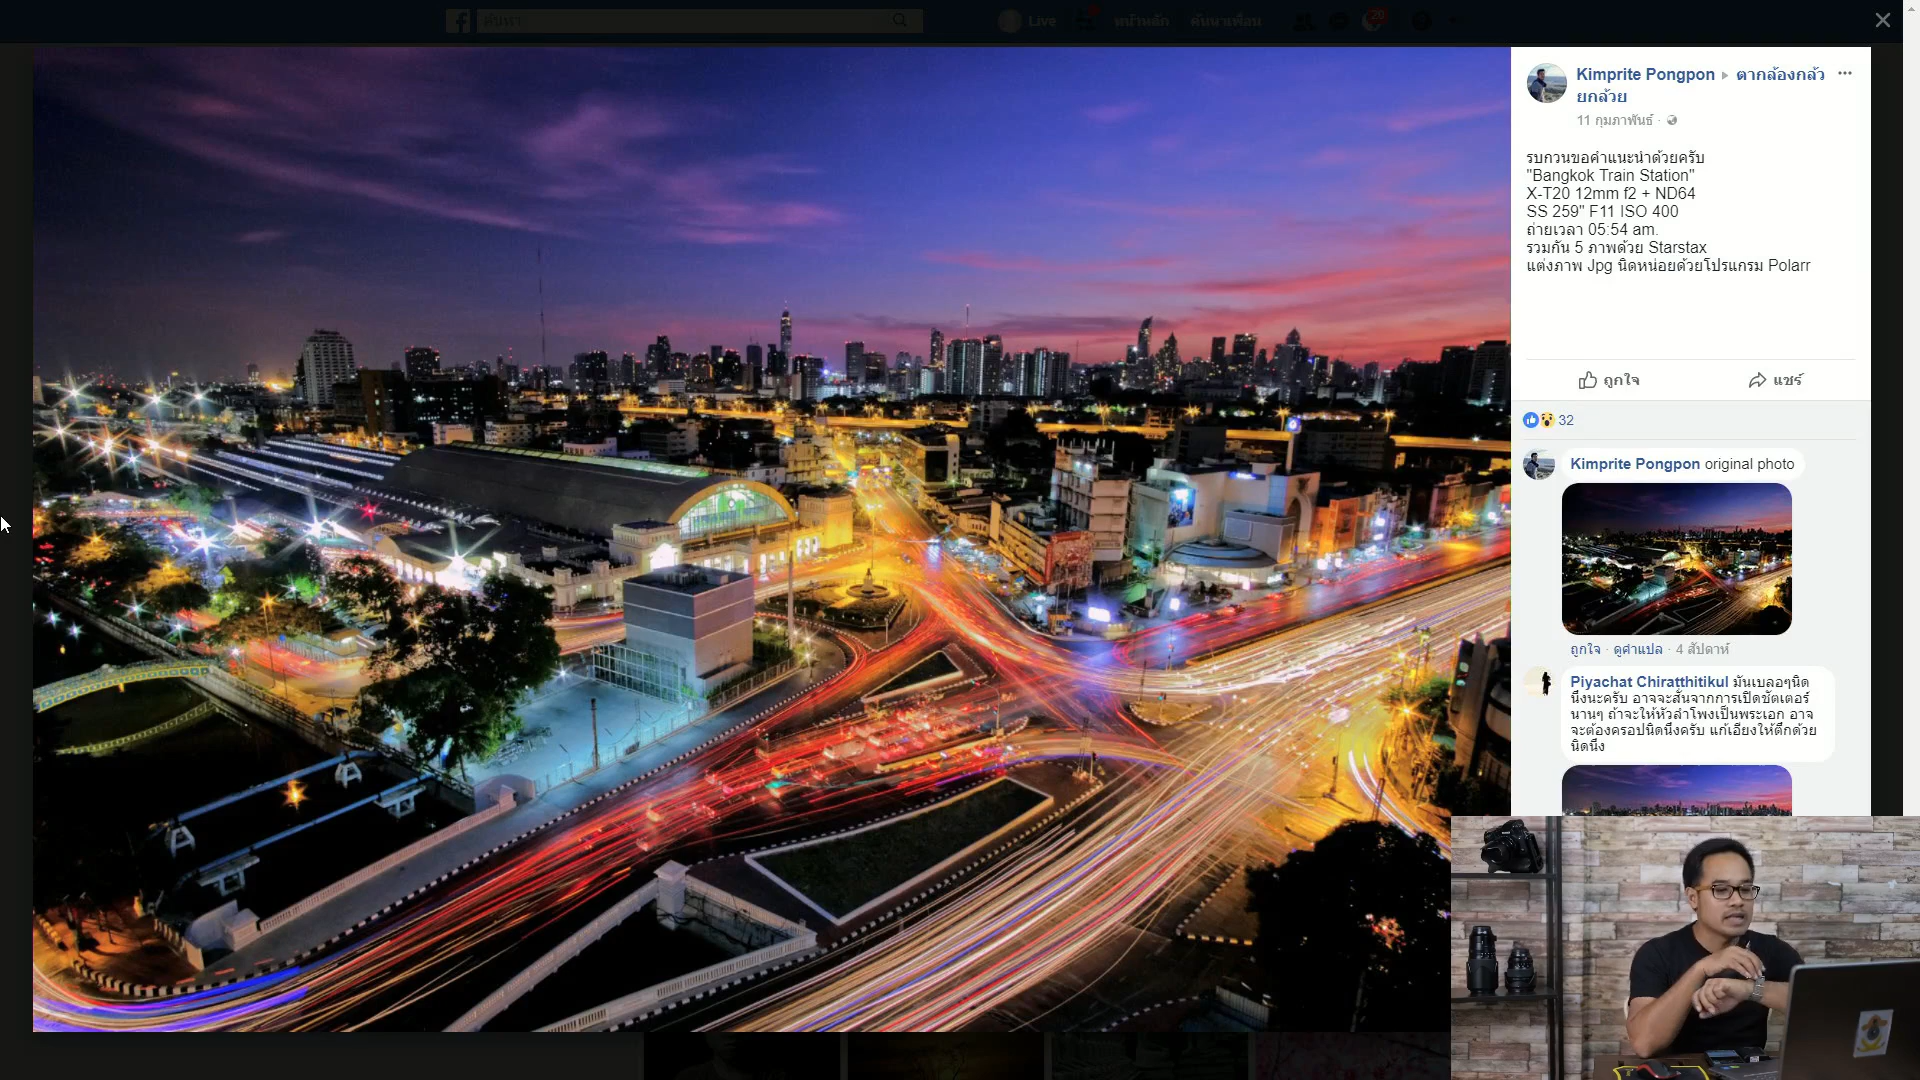 ค้นหา
Live
หน้าหลัก
ค้นหาเพื่อน
20
Kimprite Pongpon ▸ ตากล้องกล้ว
ยกล้วย
11 กุมภาพันธ์ ·
รบกวนขอคำแนะนำด้วยครับ
"Bangkok Train Station"
X-T20 12mm f2 + ND64
SS 259" F11 ISO 400
ถ่ายเวลา 05:54 am.
รวมกัน 5 ภาพด้วย Starstax
แต่งภาพ Jpg นิดหน่อยด้วยโปรแกรม Polarr
ถูกใจ
แชร์
32
Kimprite Pongpon original photo
ถูกใจ · ดูคำแปล · 4 สัปดาห์
Piyachat Chiratthitikul มันเบลอๆนิด
นึงนะครับ อาจจะสั่นจากการเปิดชัตเตอร์
นานๆ ถ้าจะให้หัวลำโพงเป็นพระเอก อาจ
จะต้องครอปนิดนึงครับ แก้เอียงให้ตึกด้วย
นิดนึง